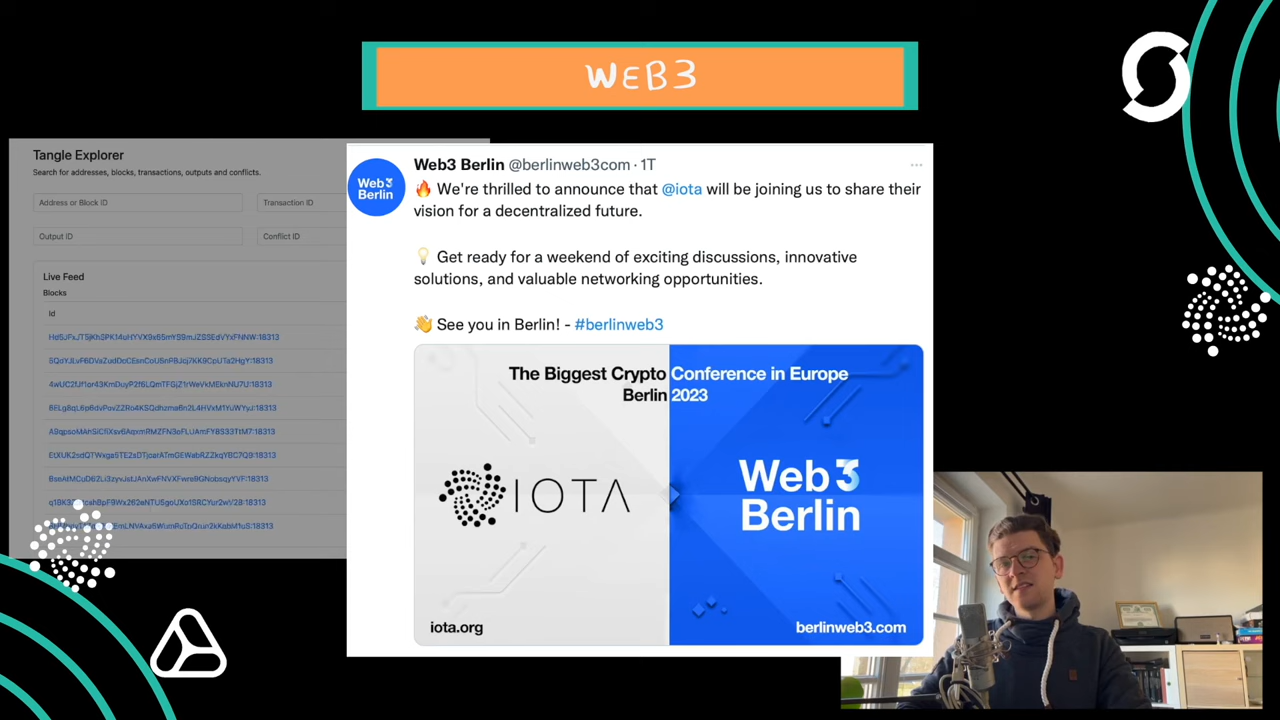 WEB3
Tangle Explorer
Search for addresses, blocks, transactions, outputs and conflicts.
Address or Block ID
Transaction ID
Output ID
Conflict ID
Live Feed
Blocks
Id
Web3 Berlin @berlinweb3com · 1T
Web3
Berlin
🔥 We're thrilled to announce that @iota will be joining us to share their
vision for a decentralized future.
💡 Get ready for a weekend of exciting discussions, innovative
solutions, and valuable networking opportunities.
👋 See you in Berlin! - #berlinweb3
The Biggest Crypto Conference in Europe
Berlin 2023
IOTA
Web3
Berlin
iota.org
berlinweb3.com